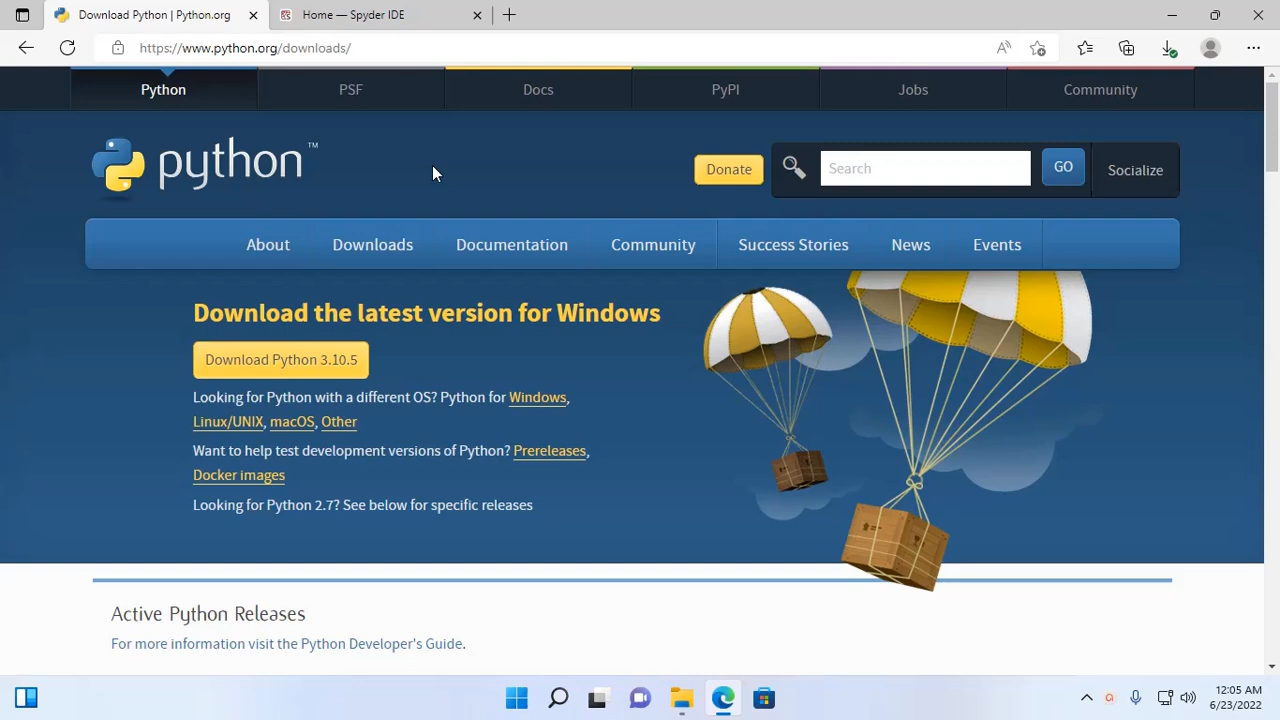 Download Python | Python.org
Home — Spyder IDE
https://www.python.org/downloads/
Python
PSF
Docs
PyPI
Jobs
Community
python™
Donate
Search
GO
Socialize
About
Downloads
Documentation
Community
Success Stories
News
Events
Download the latest version for Windows
Download Python 3.10.5
Looking for Python with a different OS? Python for Windows,
Linux/UNIX, macOS, Other
Want to help test development versions of Python? Prereleases,
Docker images
Looking for Python 2.7? See below for specific releases
Active Python Releases
For more information visit the Python Developer's Guide.
12:05 AM
6/23/2022